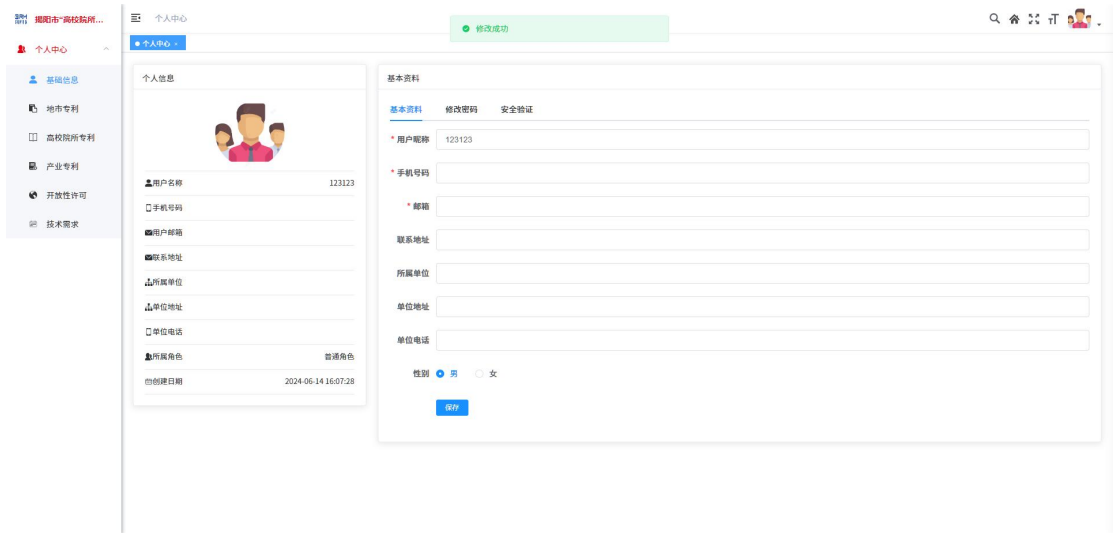 揭阳市“高校院所...
个人中心
修改成功
个人中心
个人中心 ×
基础信息
地市专利
高校院所专利
产业专利
开放性许可
技术需求
个人信息
用户名称 123123
手机号码
用户邮箱
联系地址
所属单位
单位地址
单位电话
所属角色 普通角色
创建日期 2024-06-14 16:07:28
基本资料
基本资料 修改密码 安全验证
* 用户昵称 123123
* 手机号码
* 邮箱
联系地址
所属单位
单位地址
单位电话
性别 男 女
保存